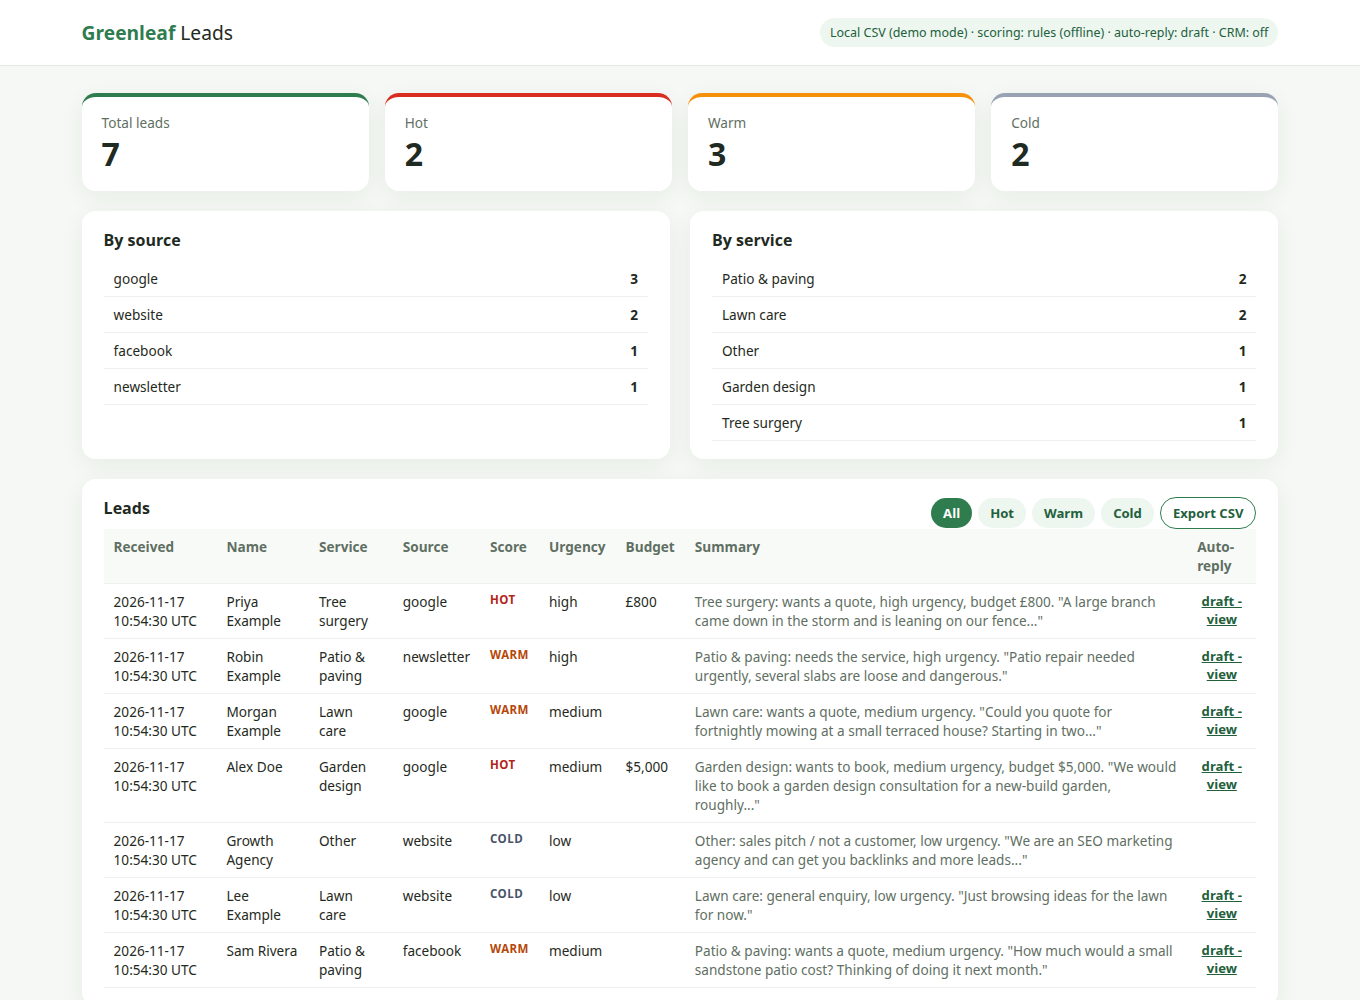 Greenleaf Leads
Local CSV (demo mode) · scoring: rules (offline) · auto-reply: draft · CRM: off
Total leads
7
Hot
2
Warm
3
Cold
2
By source
google 3
website 2
facebook 1
newsletter 1
By service
Patio & paving 2
Lawn care 2
Other 1
Garden design 1
Tree surgery 1
Leads
All Hot Warm Cold Export CSV
Received Name Service Source Score Urgency Budget Summary Auto-
reply
2026-11-17 Priya Tree google HOT high £800 Tree surgery: wants a quote, high urgency, budget £800. "A large branch draft -
10:54:30 UTC Example surgery came down in the storm and is leaning on our fence..." view
2026-11-17 Robin Patio & newsletter WARM high Patio & paving: needs the service, high urgency. "Patio repair needed draft -
10:54:30 UTC Example paving urgently, several slabs are loose and dangerous." view
2026-11-17 Morgan Lawn google WARM medium Lawn care: wants a quote, medium urgency. "Could you quote for draft -
10:54:30 UTC Example care fortnightly mowing at a small terraced house? Starting in two..." view
2026-11-17 Alex Doe Garden google HOT medium $5,000 Garden design: wants to book, medium urgency, budget $5,000. "We would draft -
10:54:30 UTC design like to book a garden design consultation for a new-build garden, view
roughly..."
2026-11-17 Growth Other website COLD low Other: sales pitch / not a customer, low urgency. "We are an SEO marketing
10:54:30 UTC Agency agency and can get you backlinks and more leads..."
2026-11-17 Lee Lawn website COLD low Lawn care: general enquiry, low urgency. "Just browsing ideas for the lawn draft -
10:54:30 UTC Example care for now." view
2026-11-17 Sam Rivera Patio & facebook WARM medium Patio & paving: wants a quote, medium urgency. "How much would a small draft -
10:54:30 UTC paving sandstone patio cost? Thinking of doing it next month." view